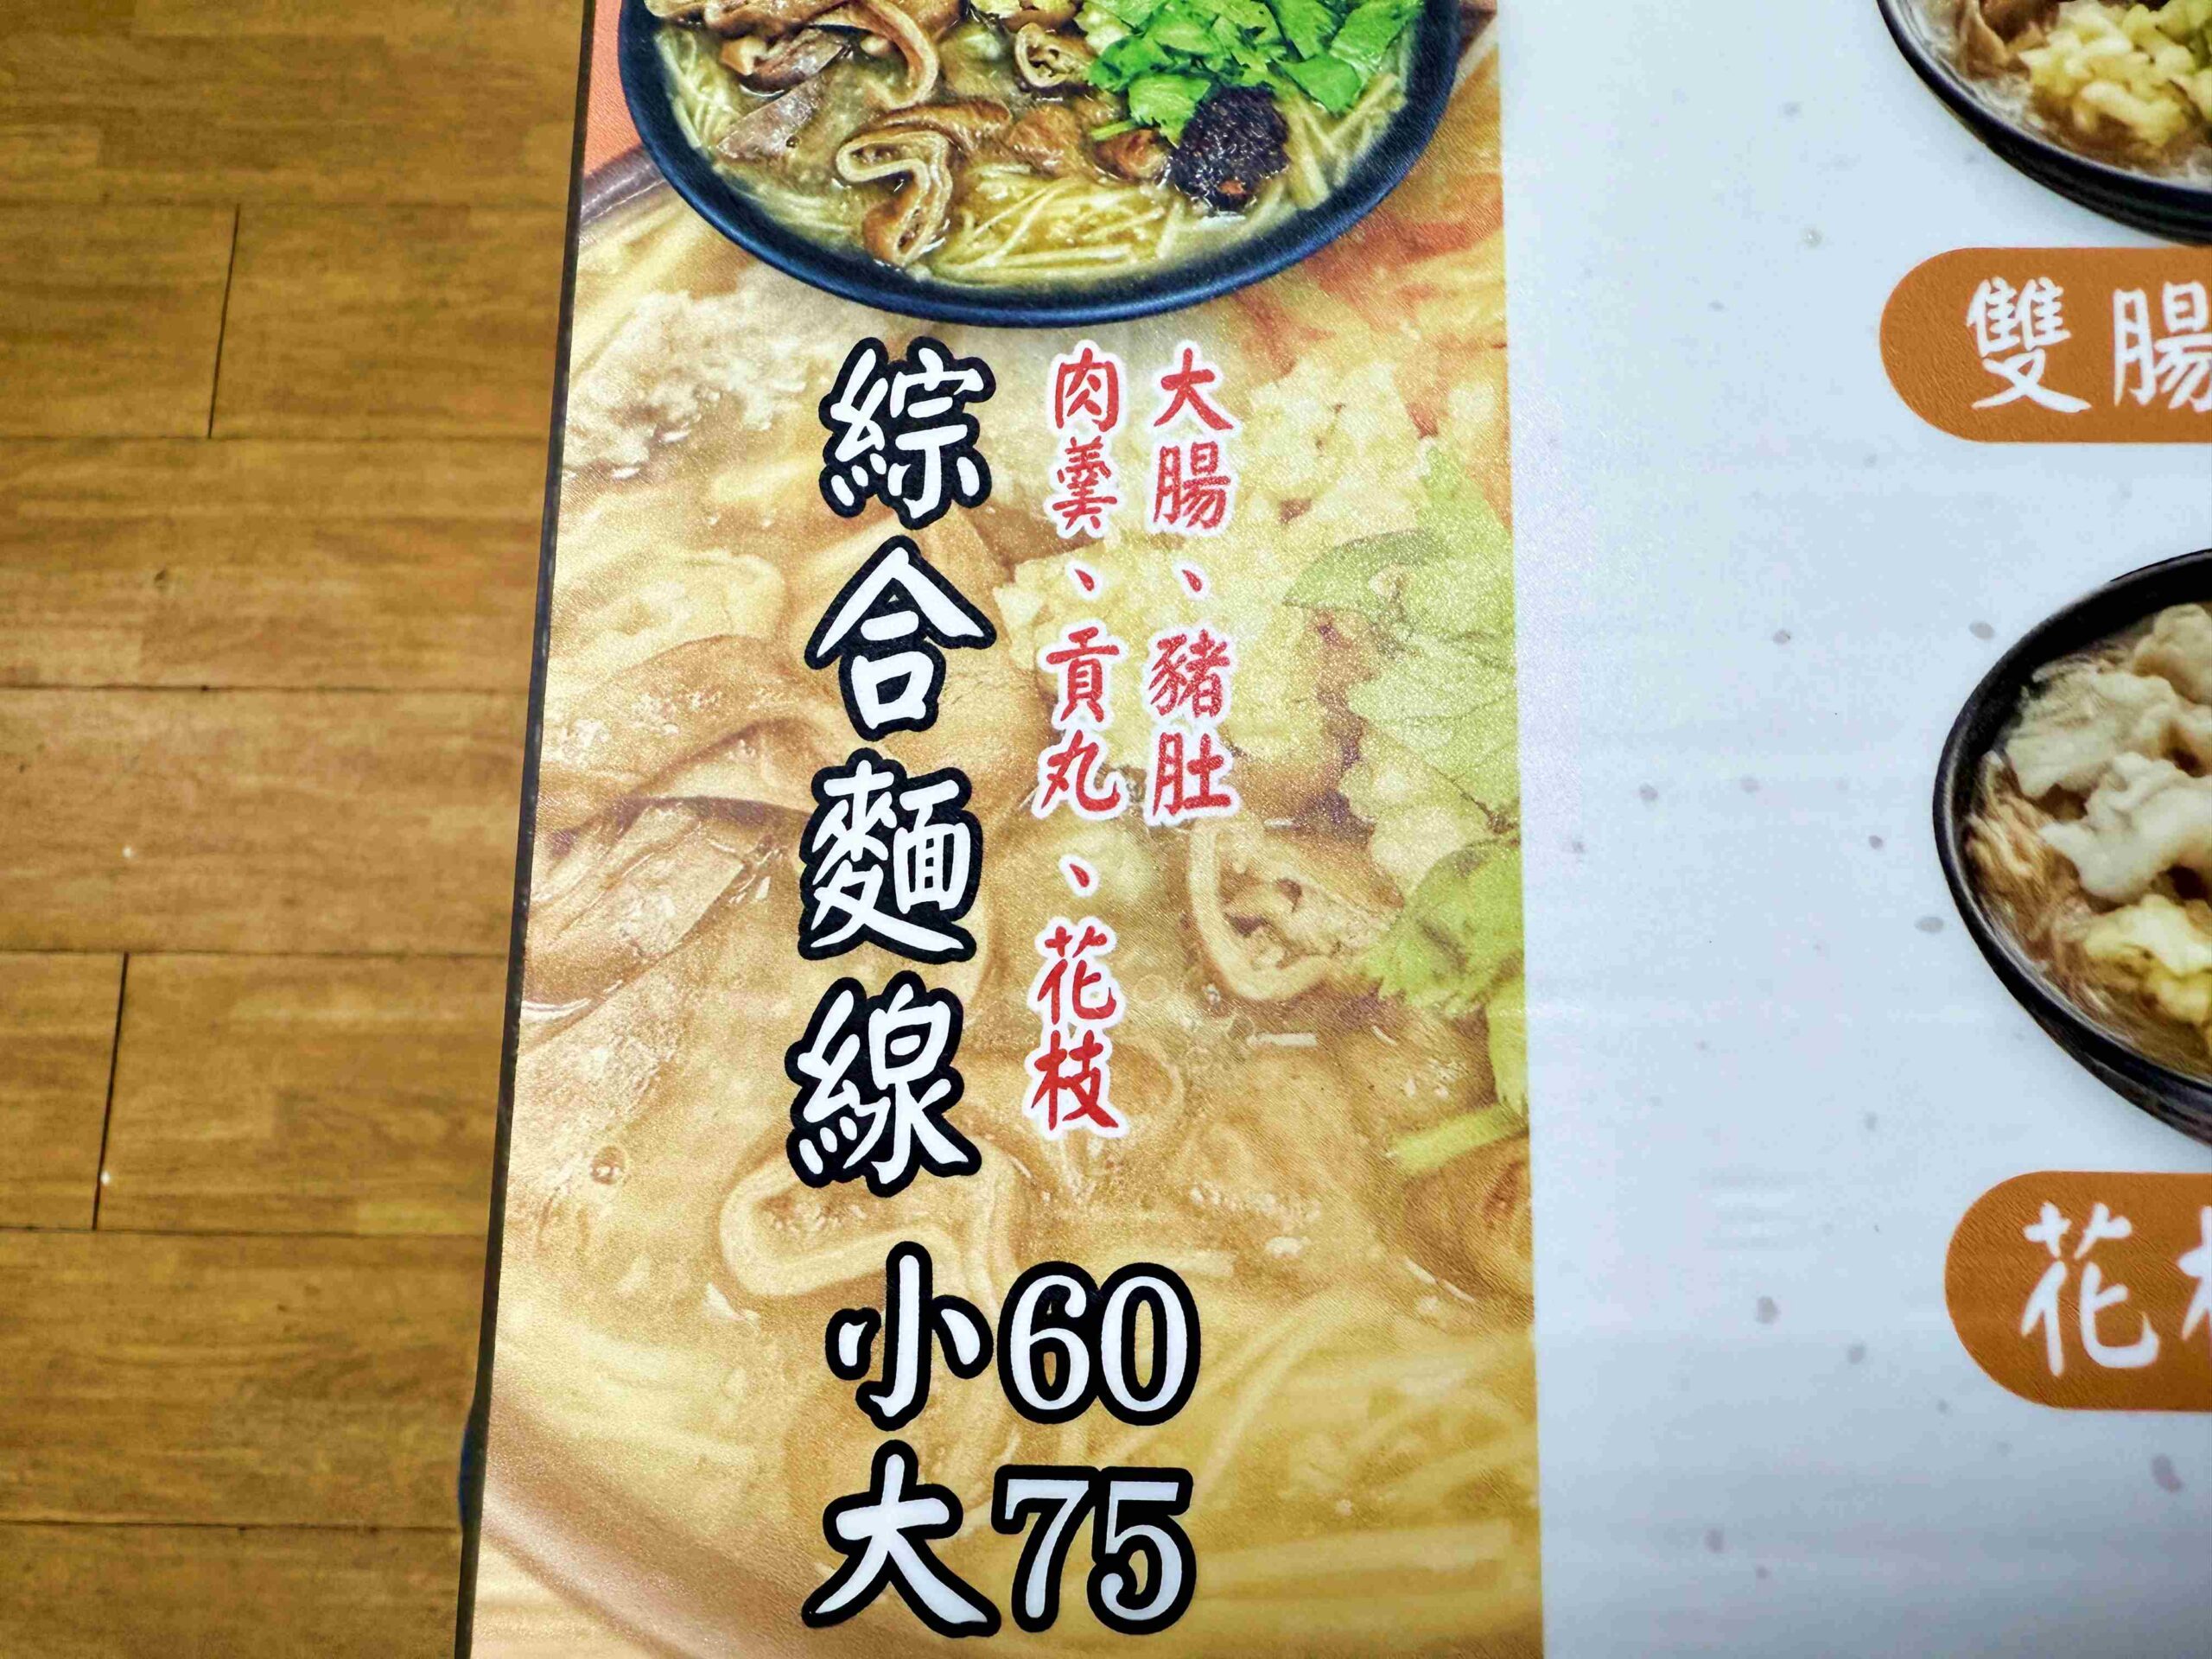 大腸、豬肚
肉羹、貢丸、花枝
綜合麵線
小60
大75
雙腸
花